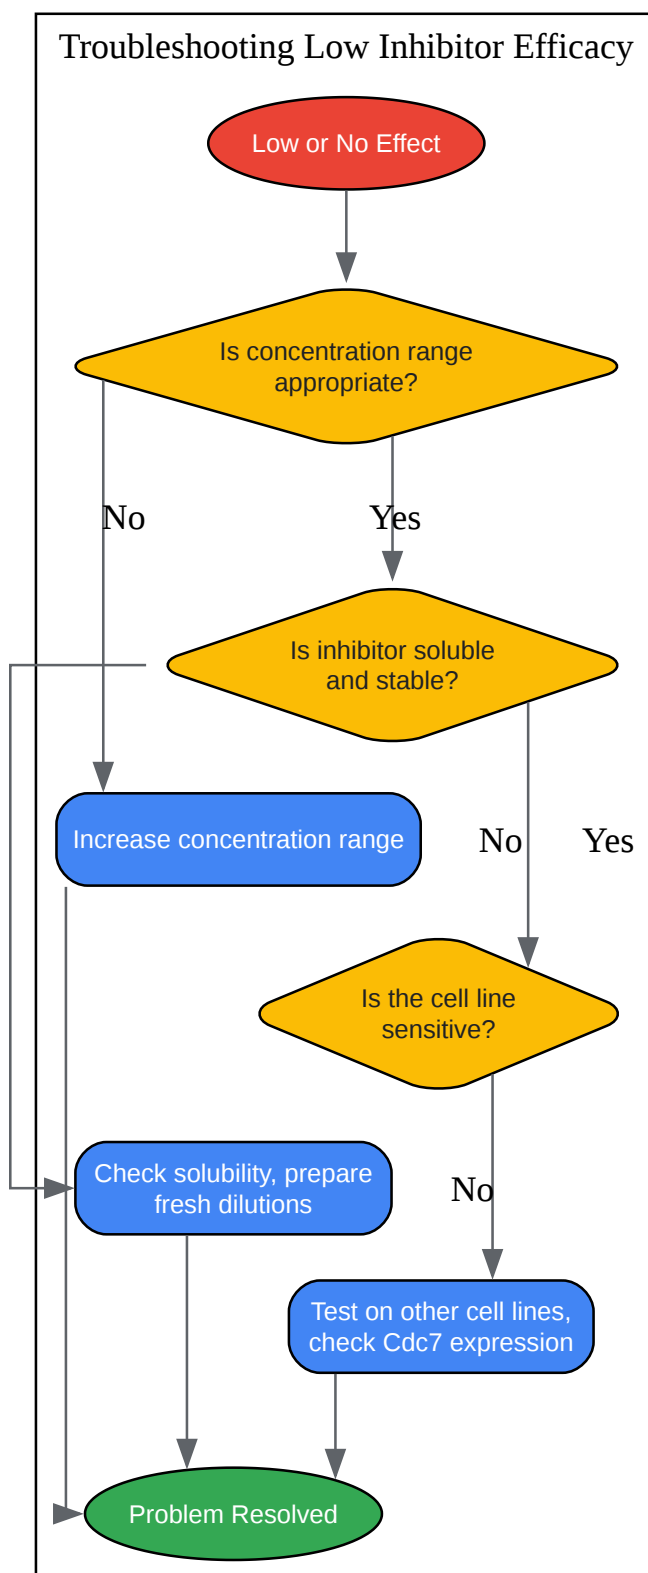 Troubleshooting Low Inhibitor Efficacy
Low or No Effect
Is concentration range
appropriate?
No
Yes
Is inhibitor soluble
and stable?
Increase concentration range
No
Yes
Is the cell line
sensitive?
Check solubility, prepare
fresh dilutions
No
Test on other cell lines,
check Cdc7 expression
Problem Resolved